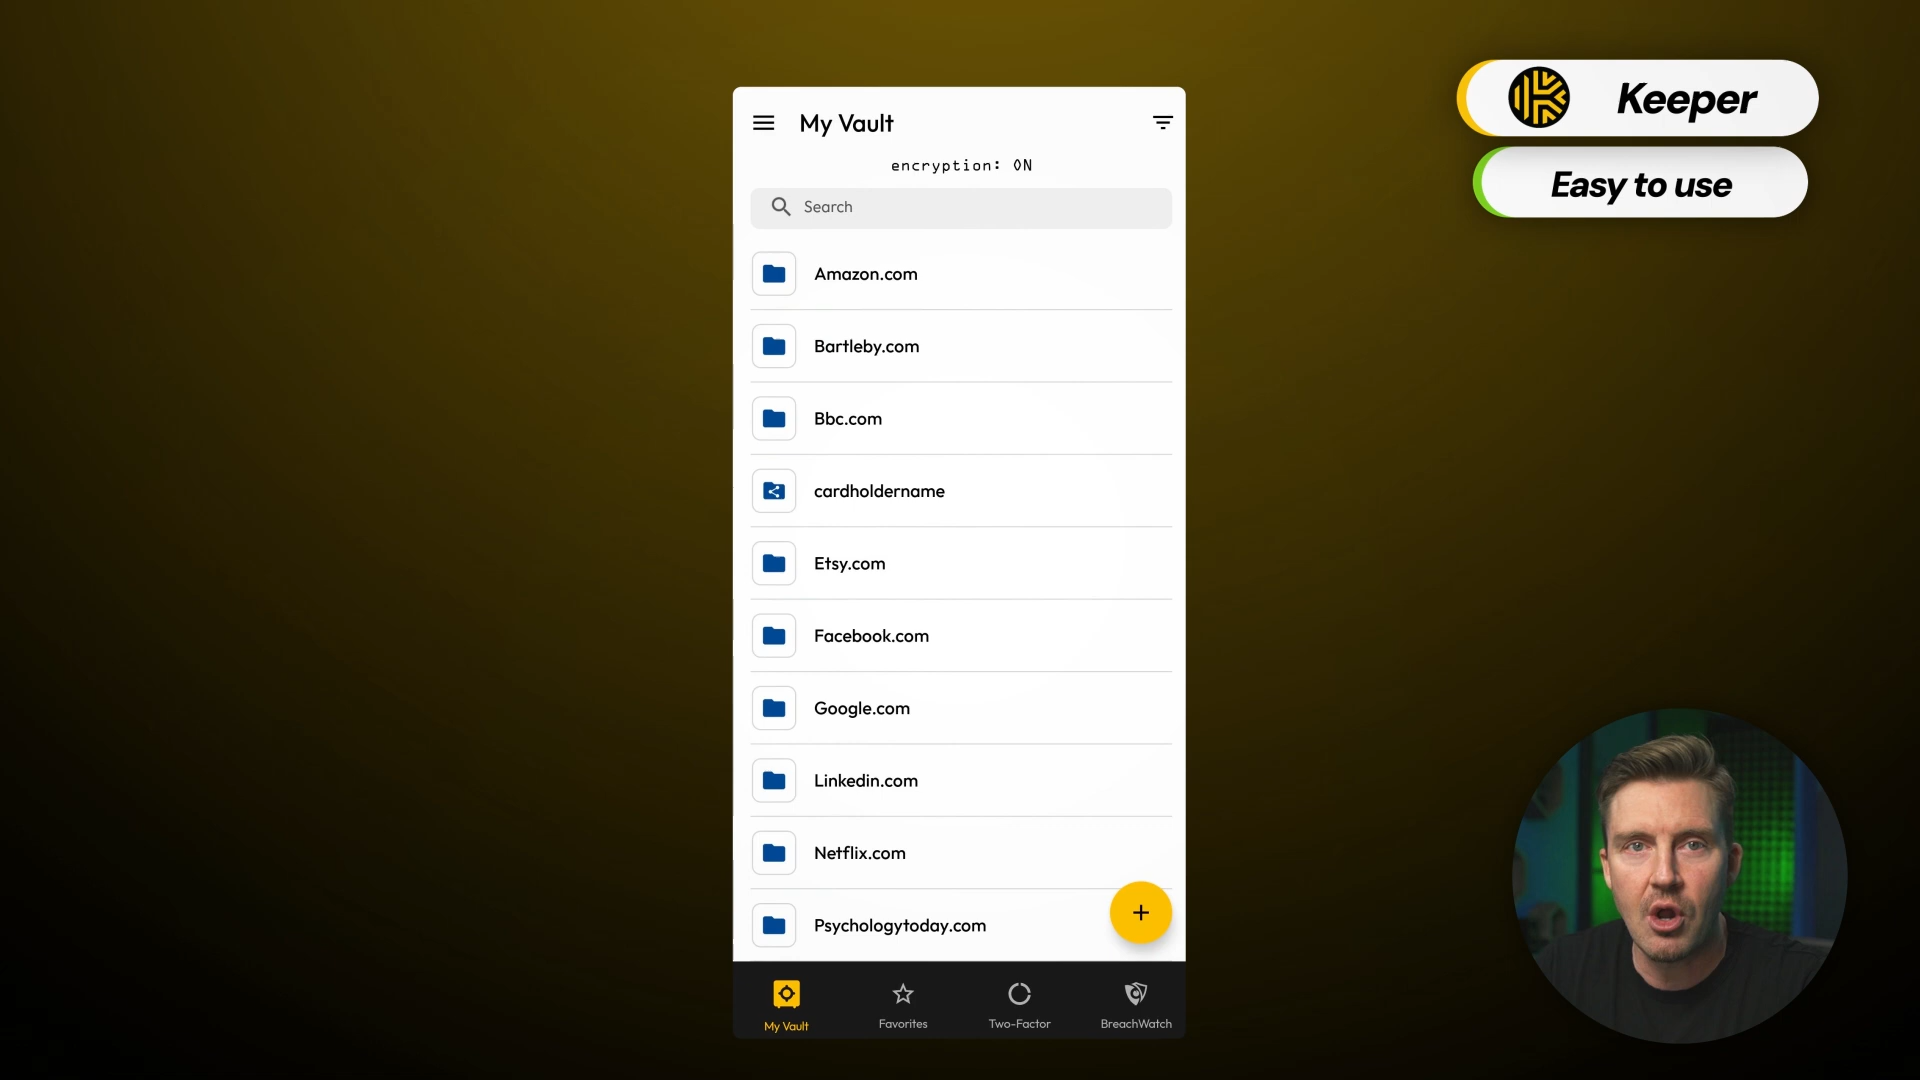 My Vault
encryption: ON
Search
Amazon.com
Bartleby.com
Bbc.com
cardholdername
Etsy.com
Facebook.com
Google.com
Linkedin.com
Netflix.com
Psychologytoday.com
+
My Vault
Favorites
Two-Factor
BreachWatch
Keeper
Easy to use